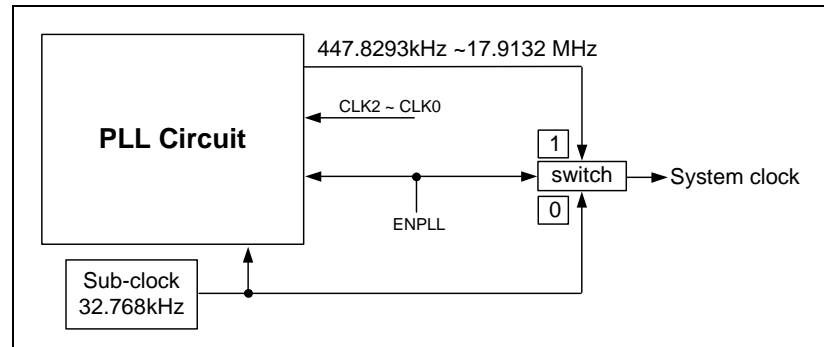 447.8293kHz ~17.9132 MHz
CLK2 ~ CLK0
PLL Circuit
1
switch
System clock
0
ENPLL
Sub-clock
32.768kHz